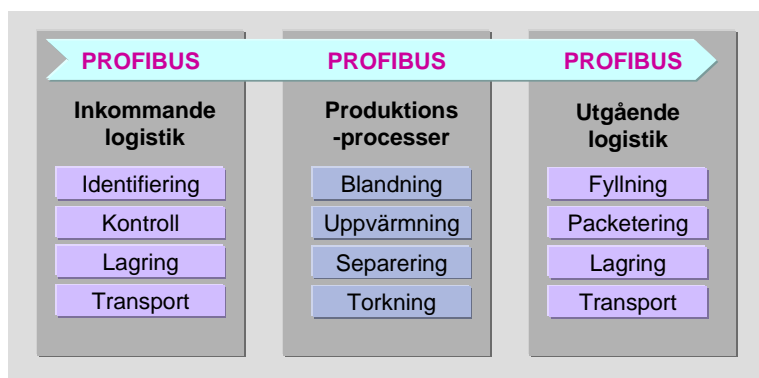 PROFIBUS
PROFIBUS
PROFIBUS
Inkommande
logistik
Identifiering
Kontroll
Lagring
Transport
Produktions
-processer
Blandning
Uppvärmning
Separering
Torkning
Utgående
logistik
Fyllning
Packetering
Lagring
Transport